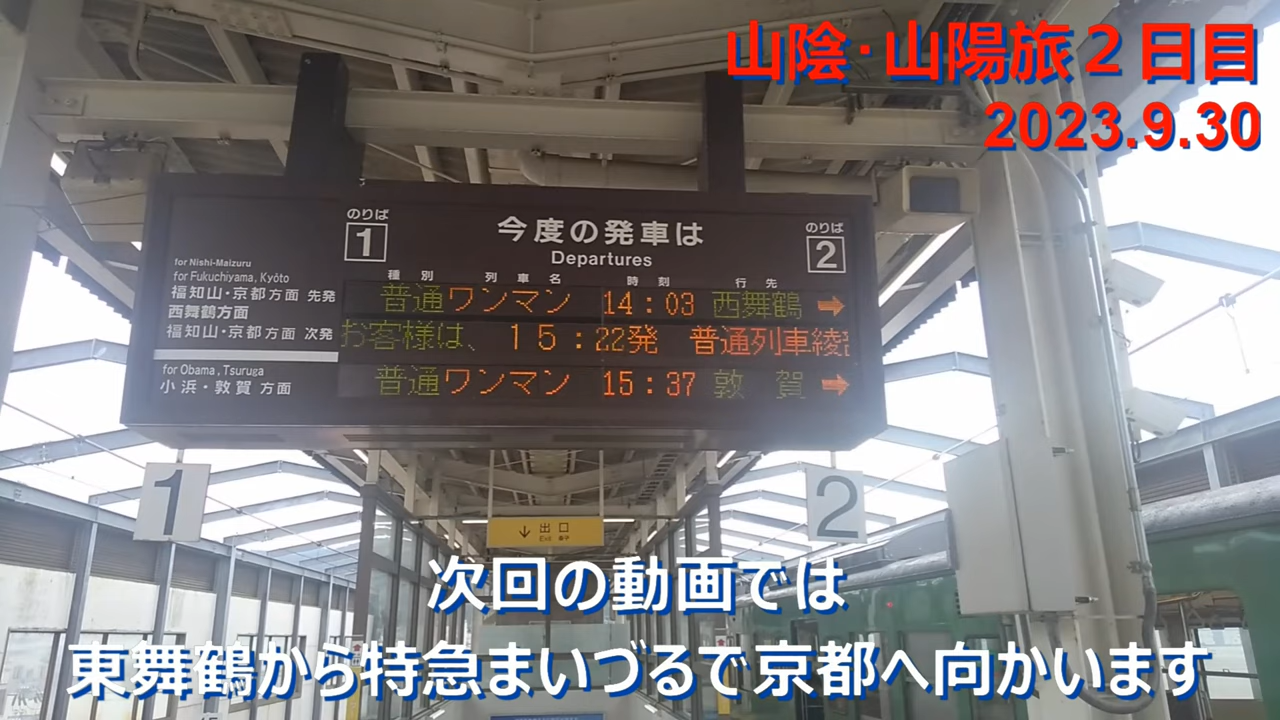 山陰・山陽旅２日目
2023.9.30
のりば
1
今度の発車は
Departures
のりば
2
種別 列車名 時刻 行先
for Nishi-Maizuru
for Fukuchiyama, Kyōto
福知山・京都方面 先発
西舞鶴方面
福知山・京都方面 次発
for Obama, Tsuruga
小浜・敦賀 方面
普通 ワンマン 14:03 西舞鶴 ➡
お客様は、 15:22発 普通列車綾
普通 ワンマン 15:37 敦賀 ➡
1
2
↓ 出口
Exit
次回の動画では
東舞鶴から特急まいづるで京都へ向かいます